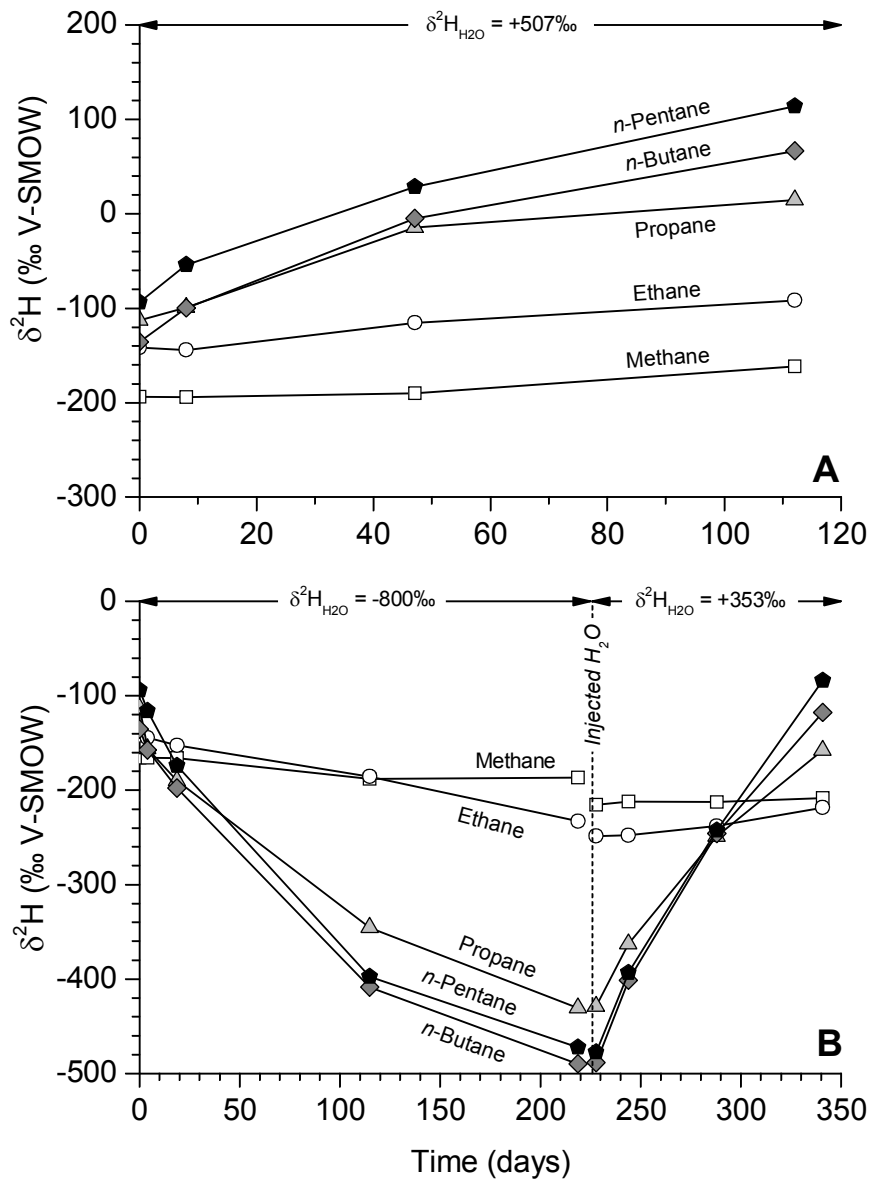 δ²H_H2O = +507‰
200
100
0
-100
-200
-300
δ²H (‰ V-SMOW)
n-Pentane
n-Butane
Propane
Ethane
Methane
A
0 20 40 60 80 100 120
δ²H_H2O = -800‰
δ²H_H2O = +353‰
0
-100
-200
-300
-400
-500
δ²H (‰ V-SMOW)
Injected H₂O
Methane
Ethane
Propane
n-Pentane
n-Butane
B
0 50 100 150 200 250 300 350
Time (days)